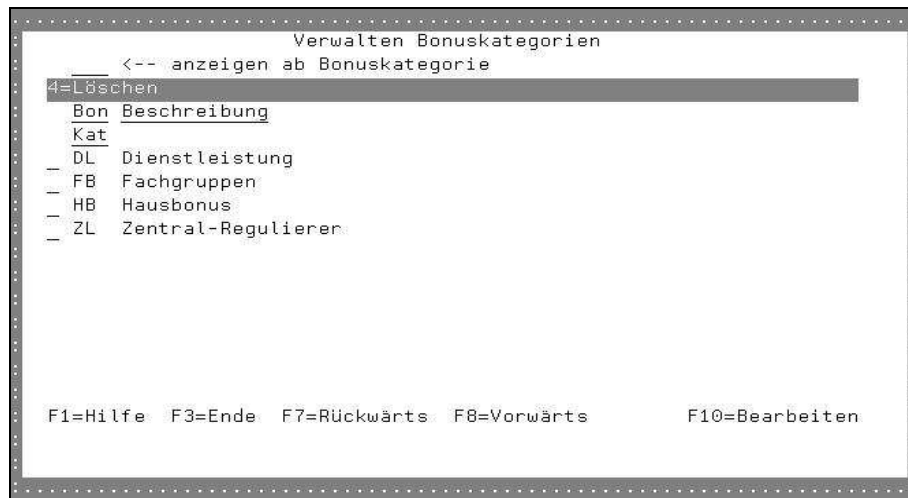 Verwalten Bonuskategorien
___ <-- anzeigen ab Bonuskategorie
4=Löschen
Bon Beschreibung
Kat
_ DL Dienstleistung
_ FB Fachgruppen
_ HB Hausbonus
_ ZL Zentral-Regulierer
F1=Hilfe F3=Ende F7=Rückwärts F8=Vorwärts F10=Bearbeiten